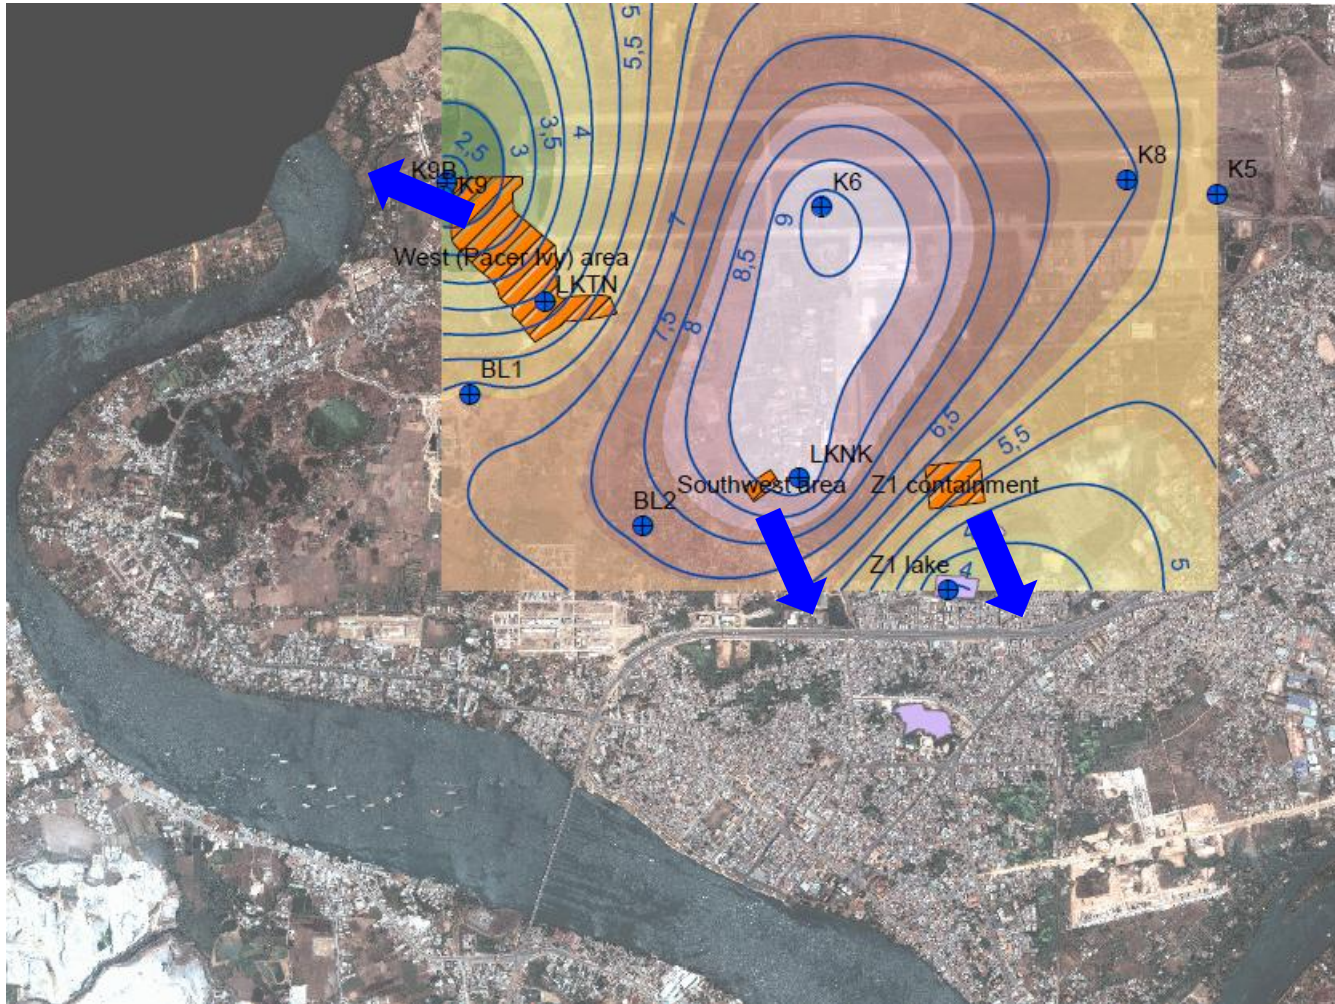 5
5,5
4
3,5
3
2,5
K9B
K9
K6
K8
K5
9
7
8,5
West (Pacer Ivy) area
LKTN
7,5
8
BL1
6,5
5,5
LKNK
Southwest area
Z1 containment
BL2
Z1 lake
4
5